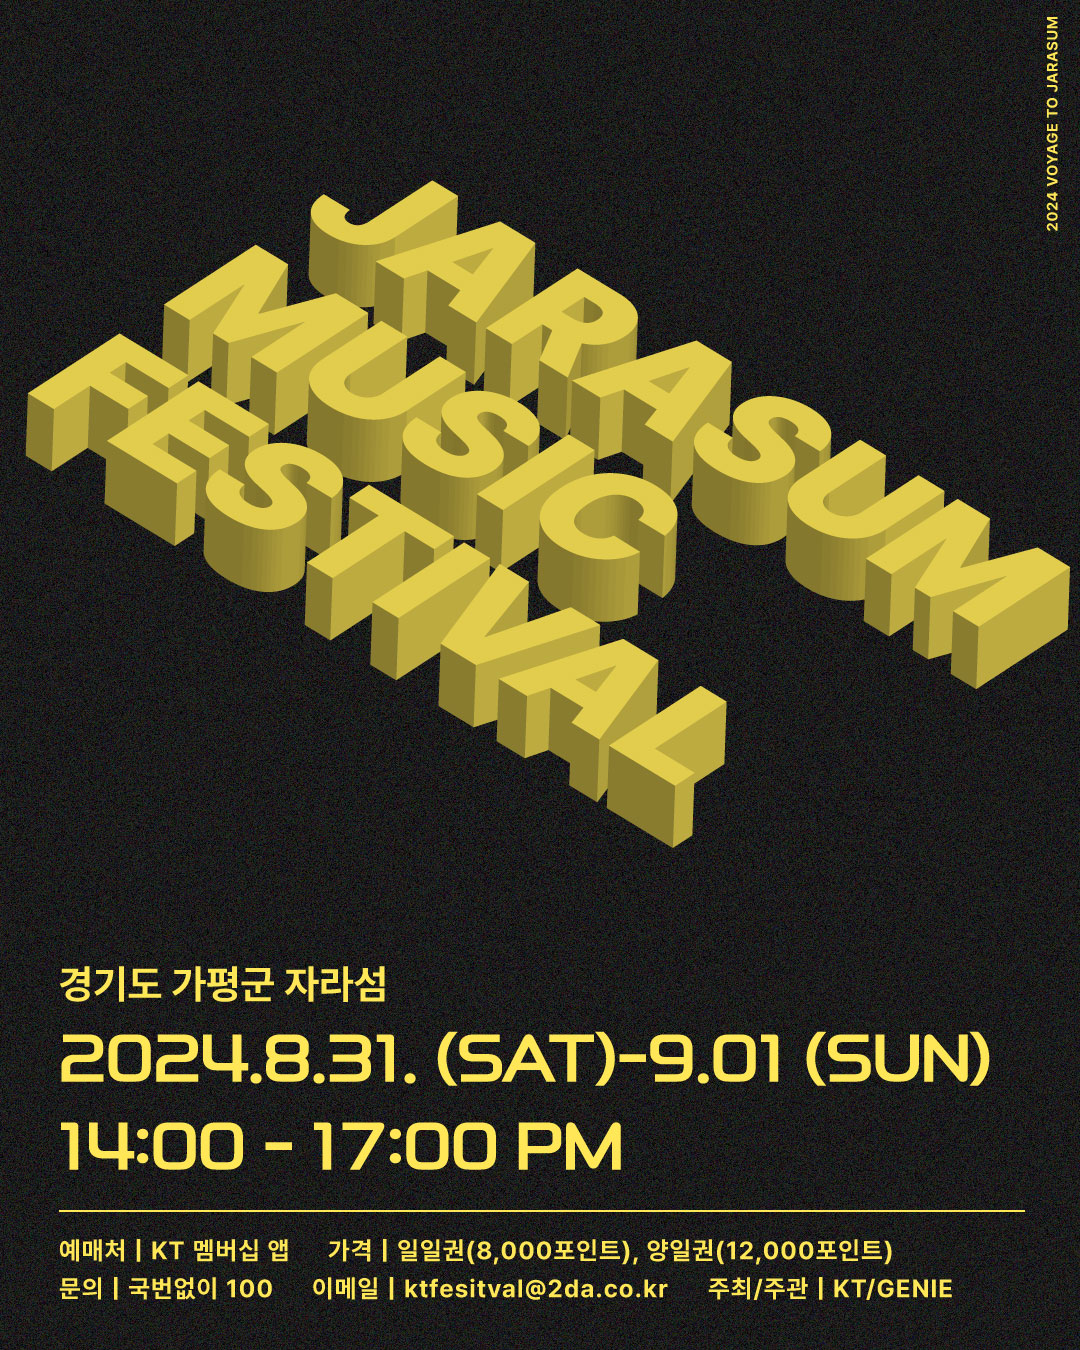 2024 VOYAGE TO JARASUM
JARASUM
MUSIC
FESTIVAL
경기도 가평군 자라섬
2024.8.31. (SAT)-9.01 (SUN)
14:00 - 17:00 PM
예매처 | KT 멤버십 앱 가격 | 일일권(8,000포인트), 양일권(12,000포인트)
문의 | 국번없이 100 이메일 | ktfesitval@2da.co.kr 주최/주관 | KT/GENIE